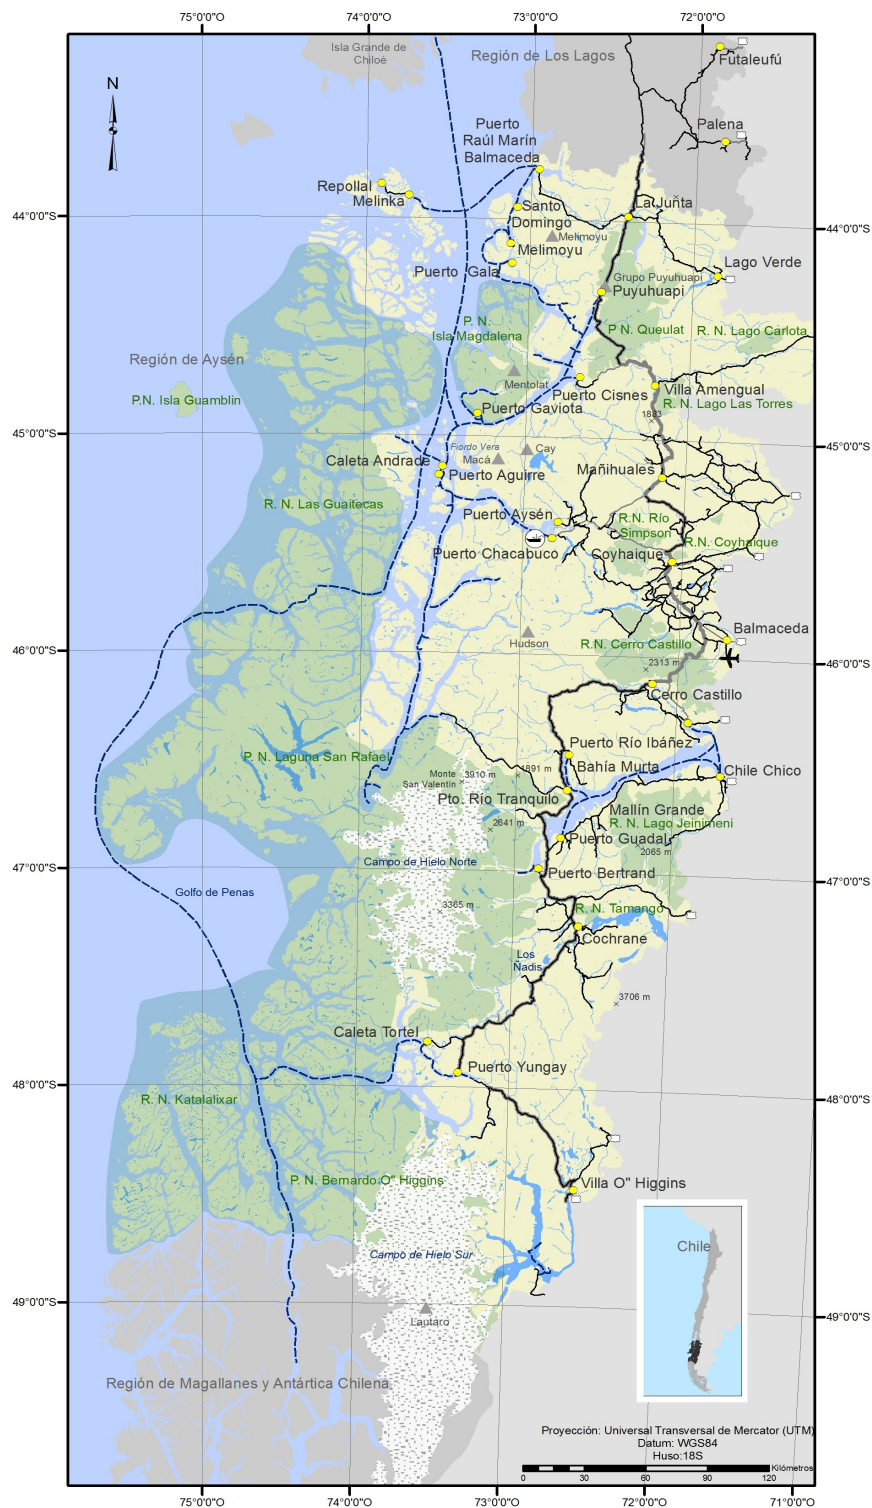 75°0'0"S
74°0'0"S
73°0'0"S
72°0'0"S
Isla Grande de
Chiloé
Región de Los Lagos
Futaleufú
N
Palena
Puerto
Raúl Marín
Balmaceda
Repollal
Melinka
Santo
Domingo
La Junta
44°0'0"S
44°0'0"S
Melimoyu
Melimoyu
Lago Verde
Puerto Gala
Grupo Puyuhuapi
Puyuhuapi
P. N.
Isla Magdalena
P N. Queulat
R. N. Lago Carlota
Región de Aysén
Mentolat
Puerto Cisnes
Villa Amengual
P.N. Isla Guamblin
R. N. Lago Las Torres
Puerto Gaviota
1883
45°0'0"S
45°0'0"S
Fiordo Vera
Cay
Macá
Caleta Andrade
Mañihuales
Puerto Aguirre
R. N. Las Guaitecas
Puerto Aysén
R.N. Río
Simpson
R.N. Coyhaique
Puerto Chacabuco
Coyhaique
Balmaceda
Hudson
R.N. Cerro Castillo
46°0'0"S
46°0'0"S
2313 m
Cerro Castillo
Puerto Río Ibáñez
P. N. Laguna San Rafael
Bahía Murta
Chile Chico
Monte
San Valentín
3910 m
1891 m
Pto. Río Tranquilo
Mallín Grande
2641 m
R. N. Lago Jeinimeni
Puerto Guadal
2065 m
47°0'0"S
47°0'0"S
Campo de Hielo Norte
Puerto Bertrand
Golfo de Penas
3365 m
R. N. Tamango
Cochrane
Los
Ñadis
3706 m
Caleta Tortel
Puerto Yungay
48°0'0"S
48°0'0"S
R. N. Katalalixar
P. N. Bernardo.O" Higgins
Villa O" Higgins
Chile
Campo de Hielo Sur
49°0'0"S
49°0'0"S
Lautaro
Región de Magallanes y Antártica Chilena
Proyección: Universal Transversal de Mercator (UTM)
Datum: WGS84
Huso:18S
Kilómetros
0
30
60
90
120
75°0'0"S
74°0'0"S
73°0'0"S
72°0'0"S
71°0'0"S